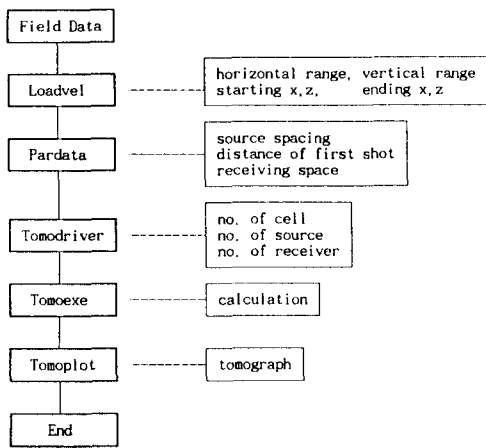 Field Data
Loadvel
horizontal range, vertical range
starting x,z, ending x,z
Pardata
source spacing
distance of first shot
receiving space
Tomodriver
no. of cell
no. of source
no. of receiver
Tomoexe
calculation
Tomoplot
tomograph
End